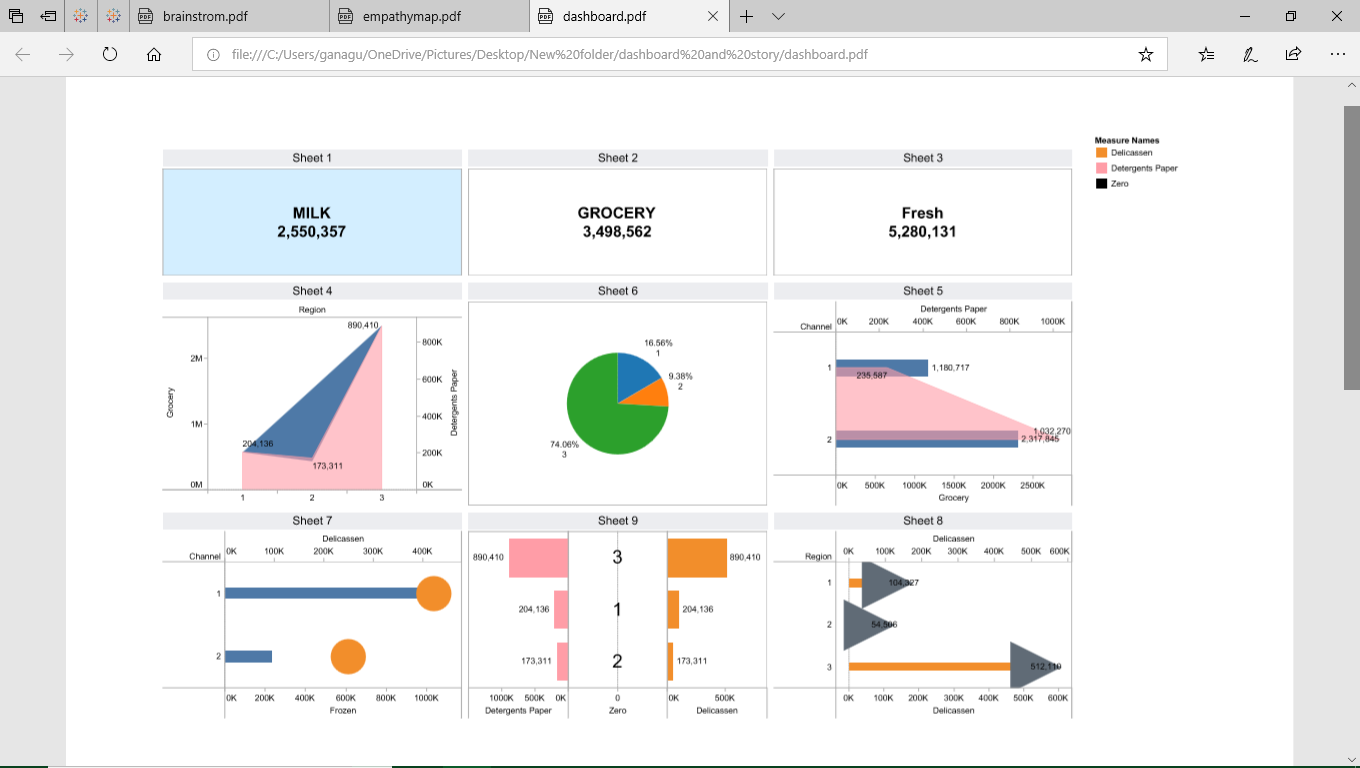 brainstrom.pdf
empathymap.pdf
dashboard.pdf
file:///C:/Users/ganagu/OneDrive/Pictures/Desktop/New%20folder/dashboard%20and%20story/dashboard.pdf
Measure Names
Delicassen
Detergents Paper
Zero
Sheet 1
MILK
2,550,357
Sheet 2
GROCERY
3,498,562
Sheet 3
Fresh
5,280,131
Sheet 4
Region
890,410
2M
1M
0M
Grocery
204,136
173,311
800K
600K
400K
200K
0K
Detergents Paper
1 2 3
Sheet 6
16.56%
1
9.38%
2
74.06%
3
Sheet 5
Detergents Paper
Channel 0K 200K 400K 600K 800K 1000K
1 1,180,717
235,587
1,032,270
2 2,317,845
0K 500K 1000K 1500K 2000K 2500K
Grocery
Sheet 7
Delicassen
Channel 0K 100K 200K 300K 400K
1
2
0K 200K 400K 600K 800K 1000K
Frozen
Sheet 9
890,410 3 890,410
204,136 1 204,136
173,311 2 173,311
1000K 500K 0K 0 0K 500K
Detergents Paper Zero Delicassen
Sheet 8
Delicassen
Region 0K 100K 200K 300K 400K 500K 600K
1 104,327
2 54,506
3 512,110
0K 100K 200K 300K 400K 500K 600K
Delicassen